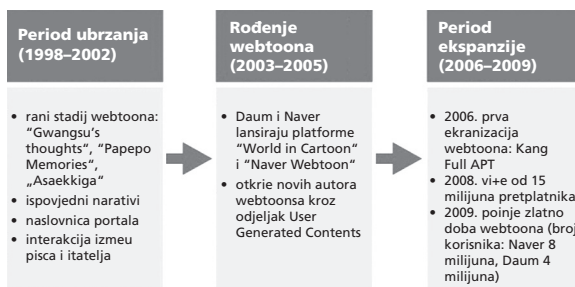 Period ubrzanja
(1998–2002)
• rani stadij webtoona:
“Gwangsu’s
thoughts“, “Papepo
Memories“,
„Asaekkiga“
• ispovjedni narativi
• naslovnica portala
• interakcija izmeu
pisca i itatelja
Rođenje
webtoona
(2003–2005)
• Daum i Naver
lansiraju platforme
“World in Cartoon“
i “Naver Webtoon“
• otkrie novih autora
webtoonsa kroz
odjeljak User
Generated Contents
Period
ekspanzije
(2006–2009)
• 2006. prva
ekranizacija
webtoona: Kang
Full APT
• 2008. vi+e od 15
milijuna pretplatnika
• 2009. poinje zlatno
doba webtoona (broj
korisnika: Naver 8
milijuna, Daum 4
milijuna)